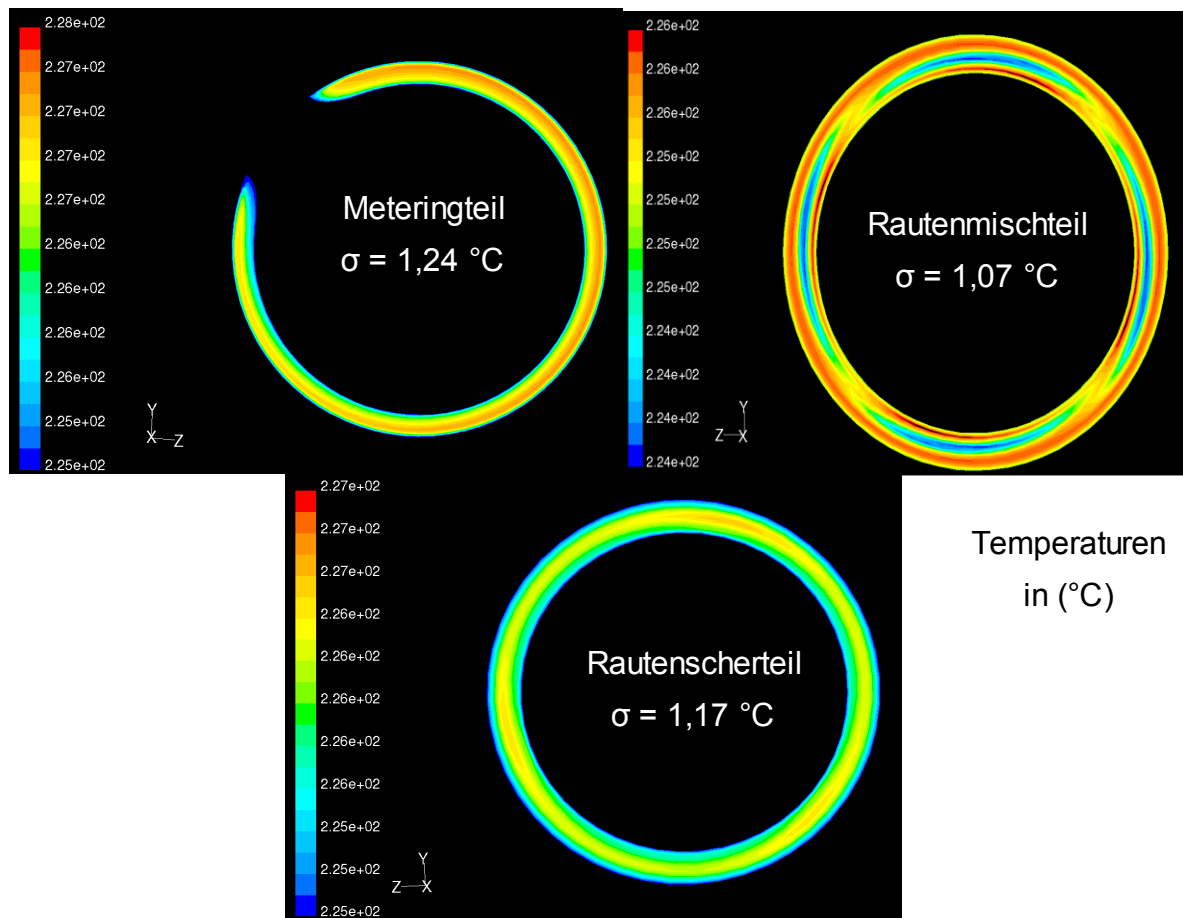 2.28e+02
2.27e+02
2.27e+02
2.27e+02
2.27e+02
2.26e+02
2.26e+02
2.26e+02
2.26e+02
2.25e+02
2.25e+02
Y
X Z
Meteringteil
σ = 1,24 °C
2.26e+02
2.26e+02
2.26e+02
2.25e+02
2.25e+02
2.25e+02
2.25e+02
2.24e+02
2.24e+02
2.24e+02
2.24e+02
Y
Z X
Rautenmischteil
σ = 1,07 °C
2.27e+02
2.27e+02
2.27e+02
2.26e+02
2.26e+02
2.26e+02
2.26e+02
2.26e+02
2.25e+02
2.25e+02
2.25e+02
Y
Z X
Rautenscherteil
σ = 1,17 °C
Temperaturen
in (°C)